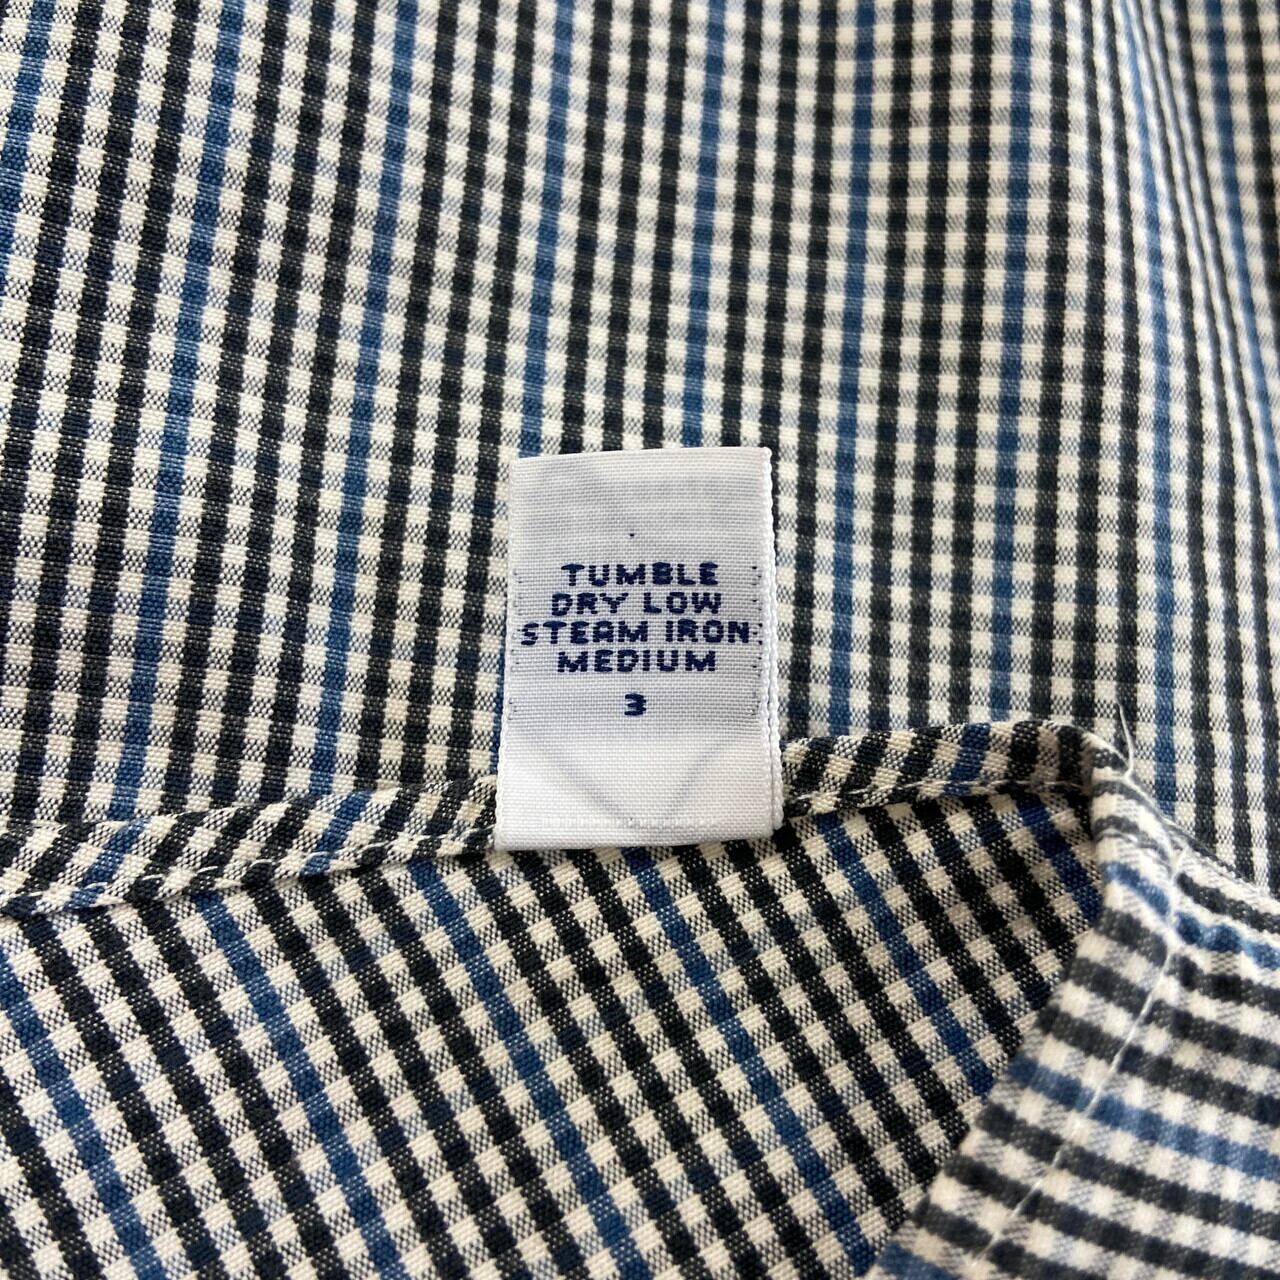 TUMBLE
DRY LOW
STEAM IRON
MEDIUM
3